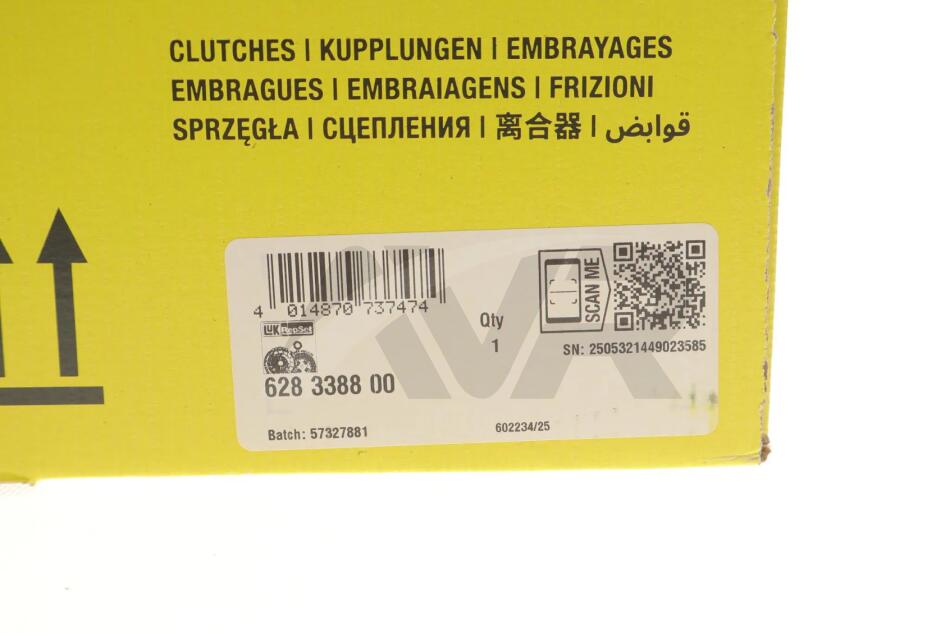 CLUTCHES | KUPPLUNGEN | EMBRAYAGES
EMBRAGUES | EMBRAIAGENS | FRIZIONI
SPRZĘGŁA | СЦЕПЛЕНИЯ | 离合器 | قوابض
4 014870 737474
LUK RepSet
Qty
1
SCAN ME
SN: 2505321449023585
628 3388 00
Batch: 57327881
602234/25